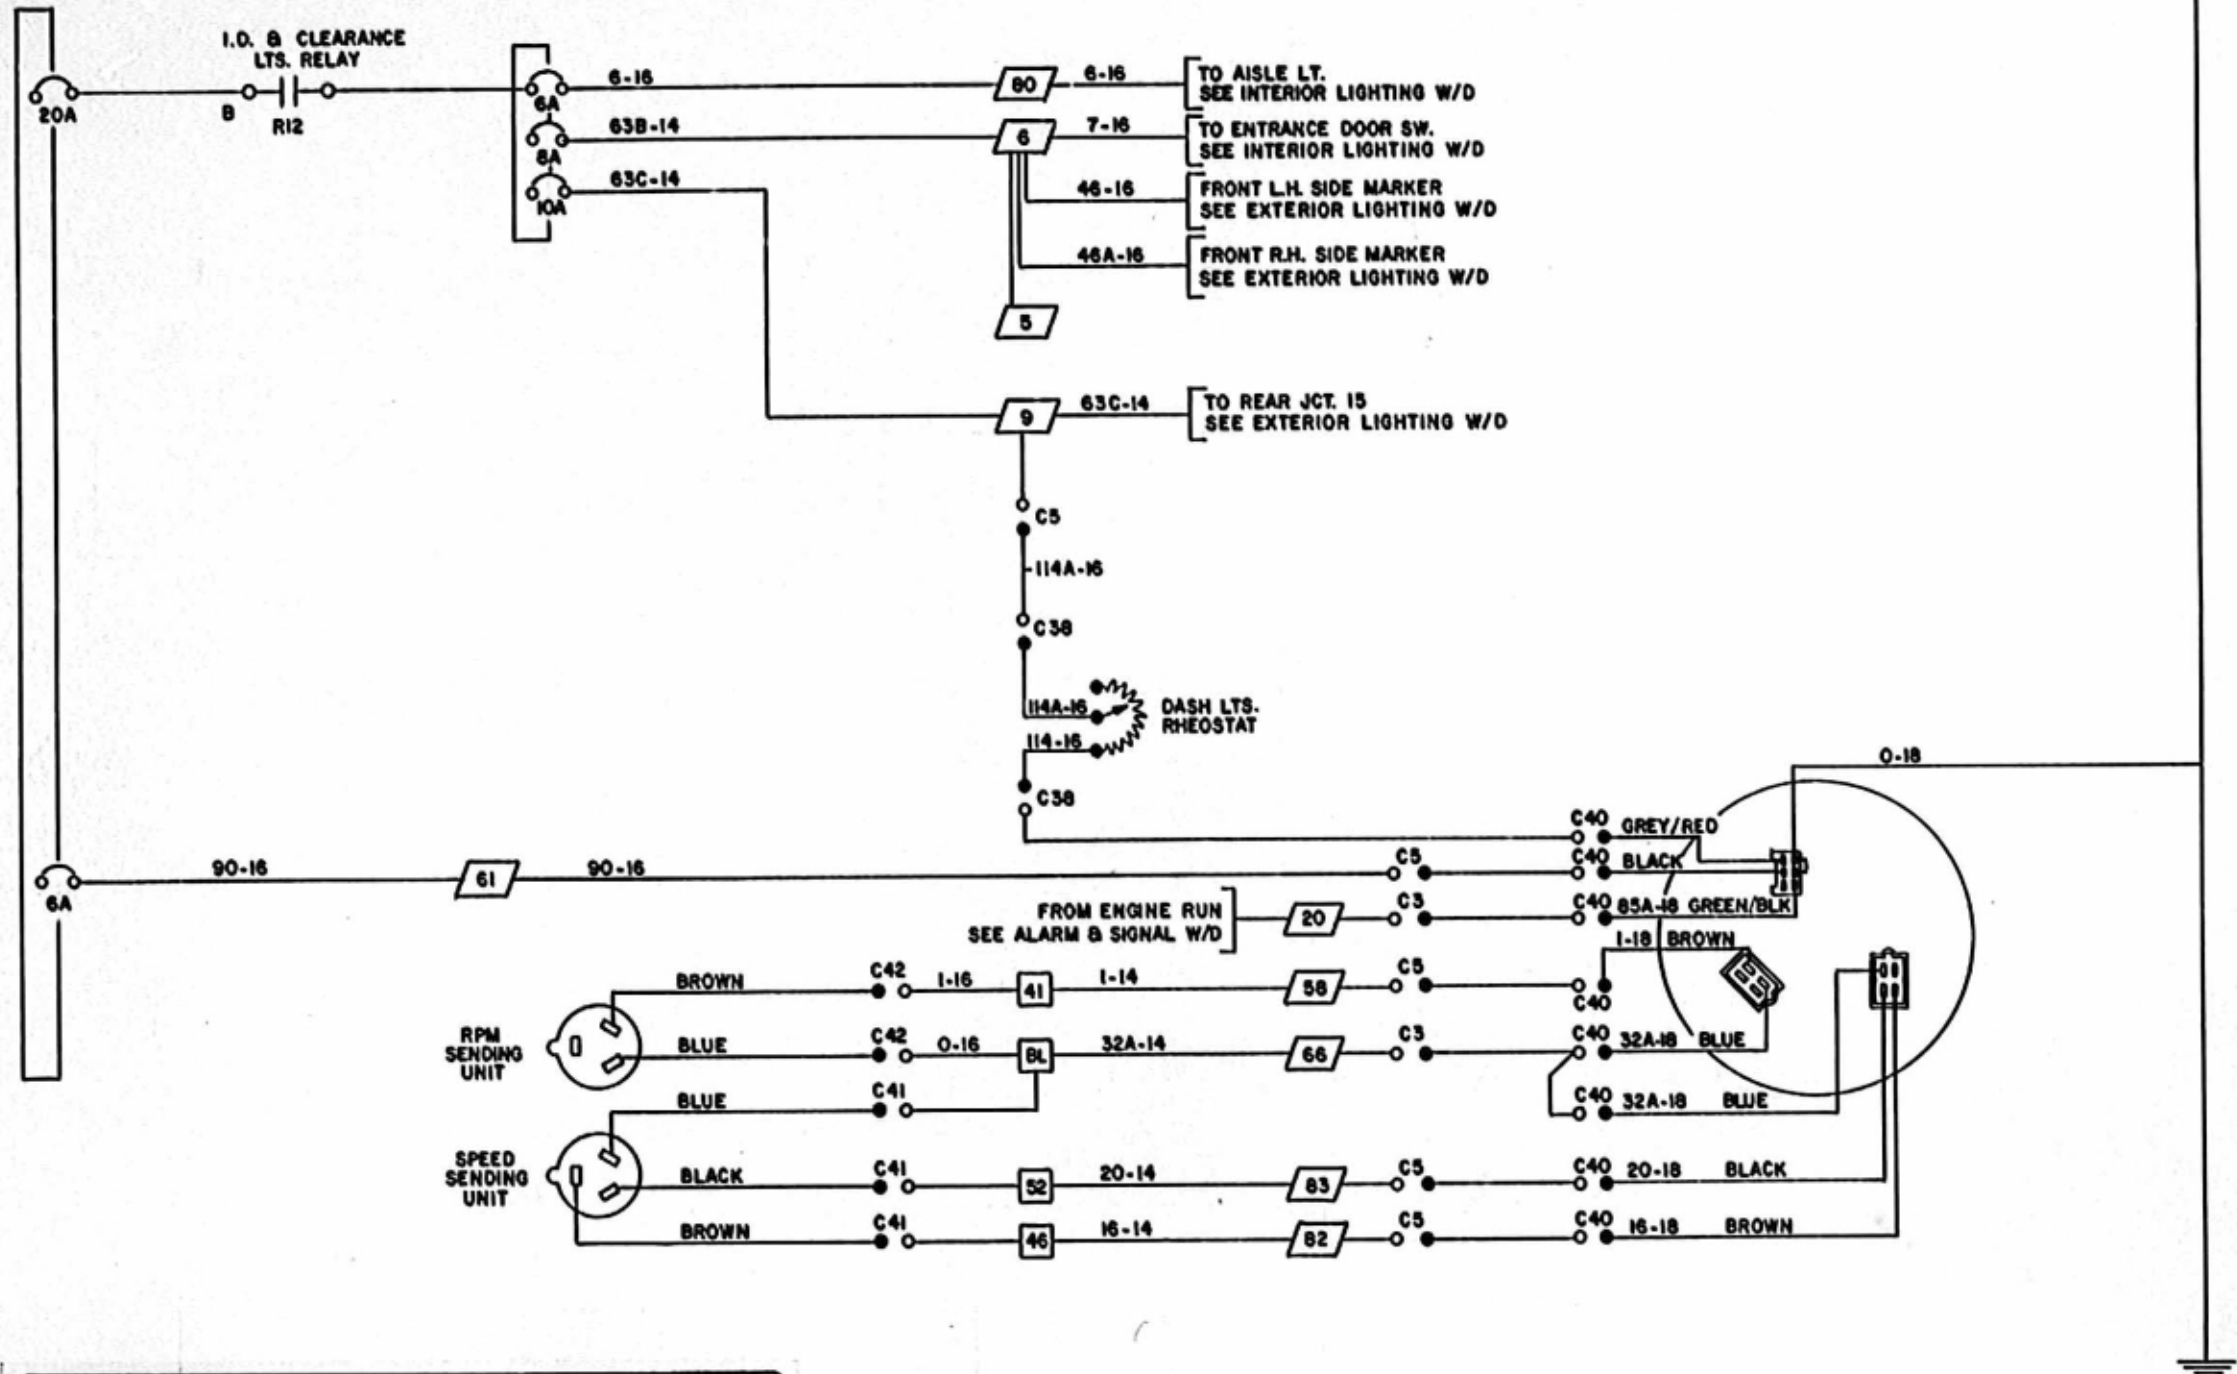 I.D. & CLEARANCE
LTS. RELAY
20A
B
R12
6A
6-16
80
6-16
TO AISLE LT.
SEE INTERIOR LIGHTING W/D
8A
63B-14
6
7-16
TO ENTRANCE DOOR SW.
SEE INTERIOR LIGHTING W/D
10A
63C-14
46-16
FRONT L.H. SIDE MARKER
SEE EXTERIOR LIGHTING W/D
46A-16
FRONT R.H. SIDE MARKER
SEE EXTERIOR LIGHTING W/D
5
9
63C-14
TO REAR JCT. 15
SEE EXTERIOR LIGHTING W/D
C5
114A-16
C38
114A-16
114-16
DASH LTS.
RHEOSTAT
C38
0-18
C40
GREY/RED
6A
90-16
61
90-16
C5
C40
BLACK
FROM ENGINE RUN
SEE ALARM & SIGNAL W/D
20
C3
C40
85A-18 GREEN/BLK
1-18 BROWN
RPM
SENDING
UNIT
BROWN
C42
1-16
41
1-14
58
C5
C40
BLUE
C42
0-16
BL
32A-14
66
C3
C40
32A-18 BLUE
BLUE
C41
C40
32A-18 BLUE
SPEED
SENDING
UNIT
BLACK
C41
52
20-14
83
C5
C40
20-18 BLACK
BROWN
C41
46
16-14
82
C5
C40
16-18 BROWN